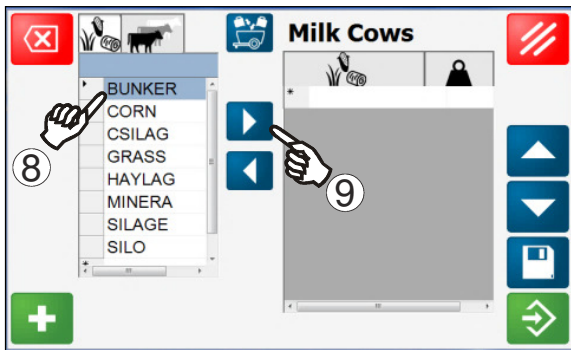 Milk Cows
BUNKER
CORN
CSILAG
GRASS
HAYLAG
MINERA
SILAGE
SILO
8
9